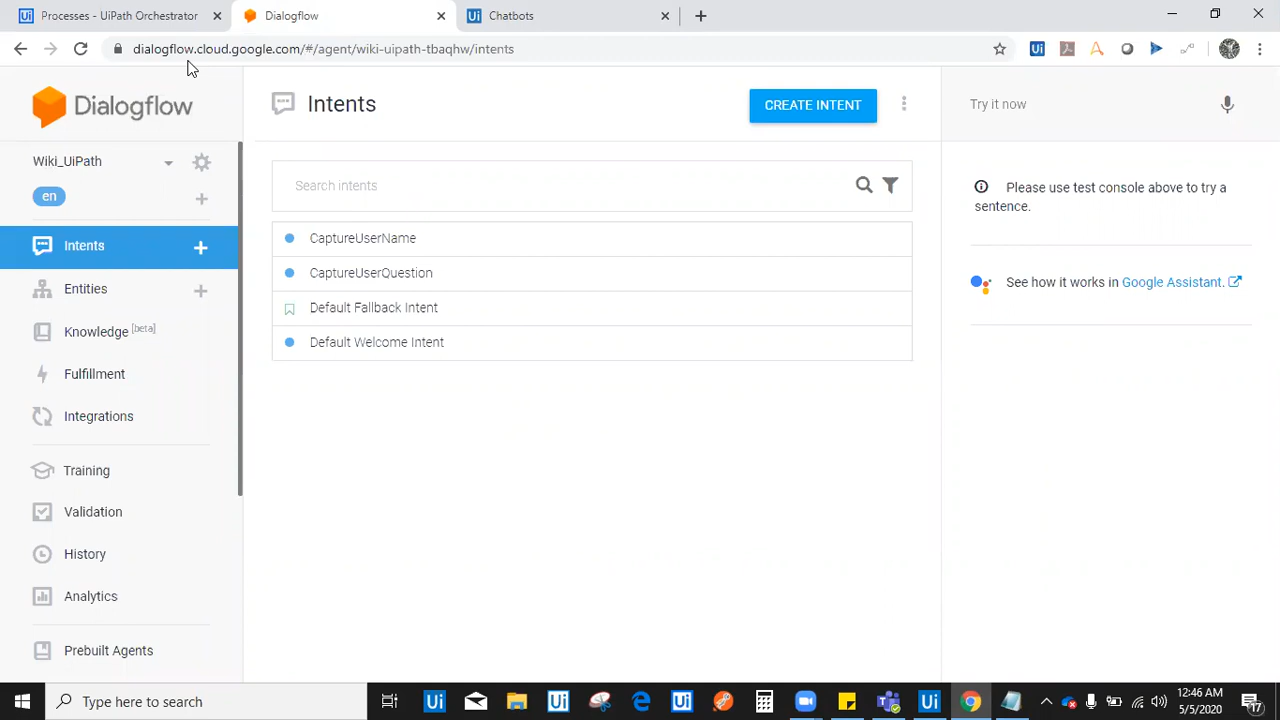 Processes - UiPath Orchestrator
Dialogflow
Chatbots
dialogflow.cloud.google.com/#/agent/wiki-uipath-tbaqhw/intents
Dialogflow
Intents
CREATE INTENT
Try it now
Wiki_UiPath
en
Search intents
Please use test console above to try a
sentence.
Intents
CaptureUserName
CaptureUserQuestion
Default Fallback Intent
Default Welcome Intent
See how it works in Google Assistant.
Entities
Knowledge [beta]
Fulfillment
Integrations
Training
Validation
History
Analytics
Prebuilt Agents
Type here to search
12:46 AM
5/5/2020
17